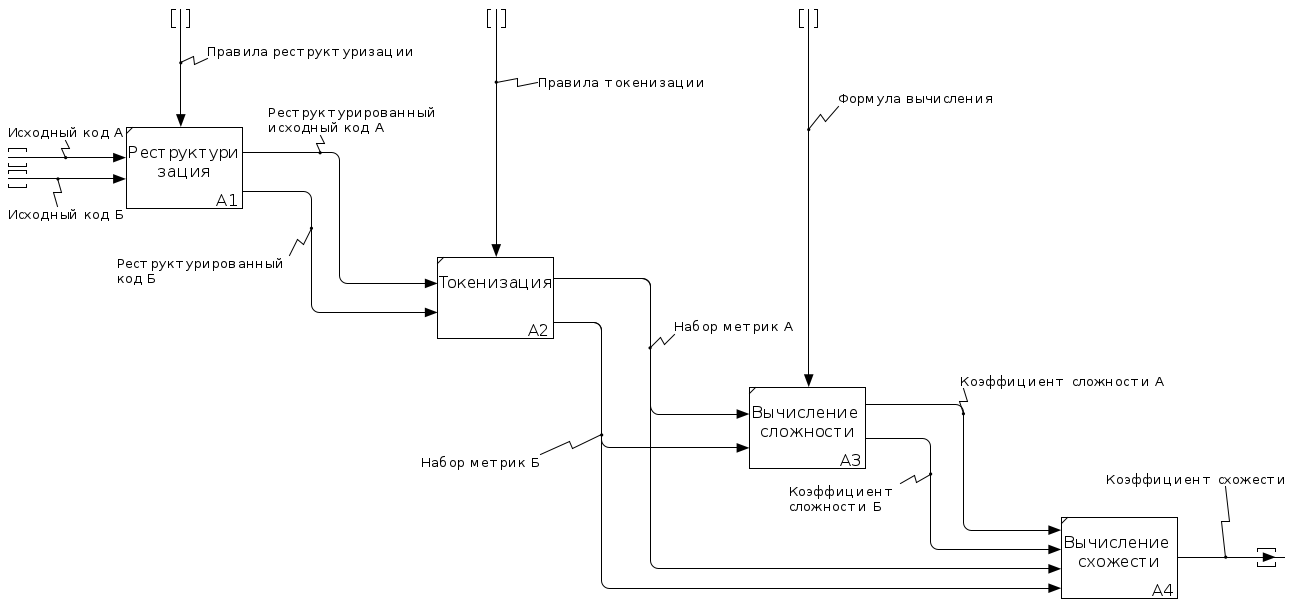 Правила реструктуризации
Правила токенизации
Формула вычисления
Реструктурированный
исходный код А
Исходный код А
Реструктури
зация
А1
Исходный код Б
Реструктурированный
код Б
Токенизация
А2
Набор метрик А
Коэффициент сложности А
Вычисление
сложности
А3
Набор метрик Б
Коэффициент
сложности Б
Коэффициент схожести
Вычисление
схожести
А4